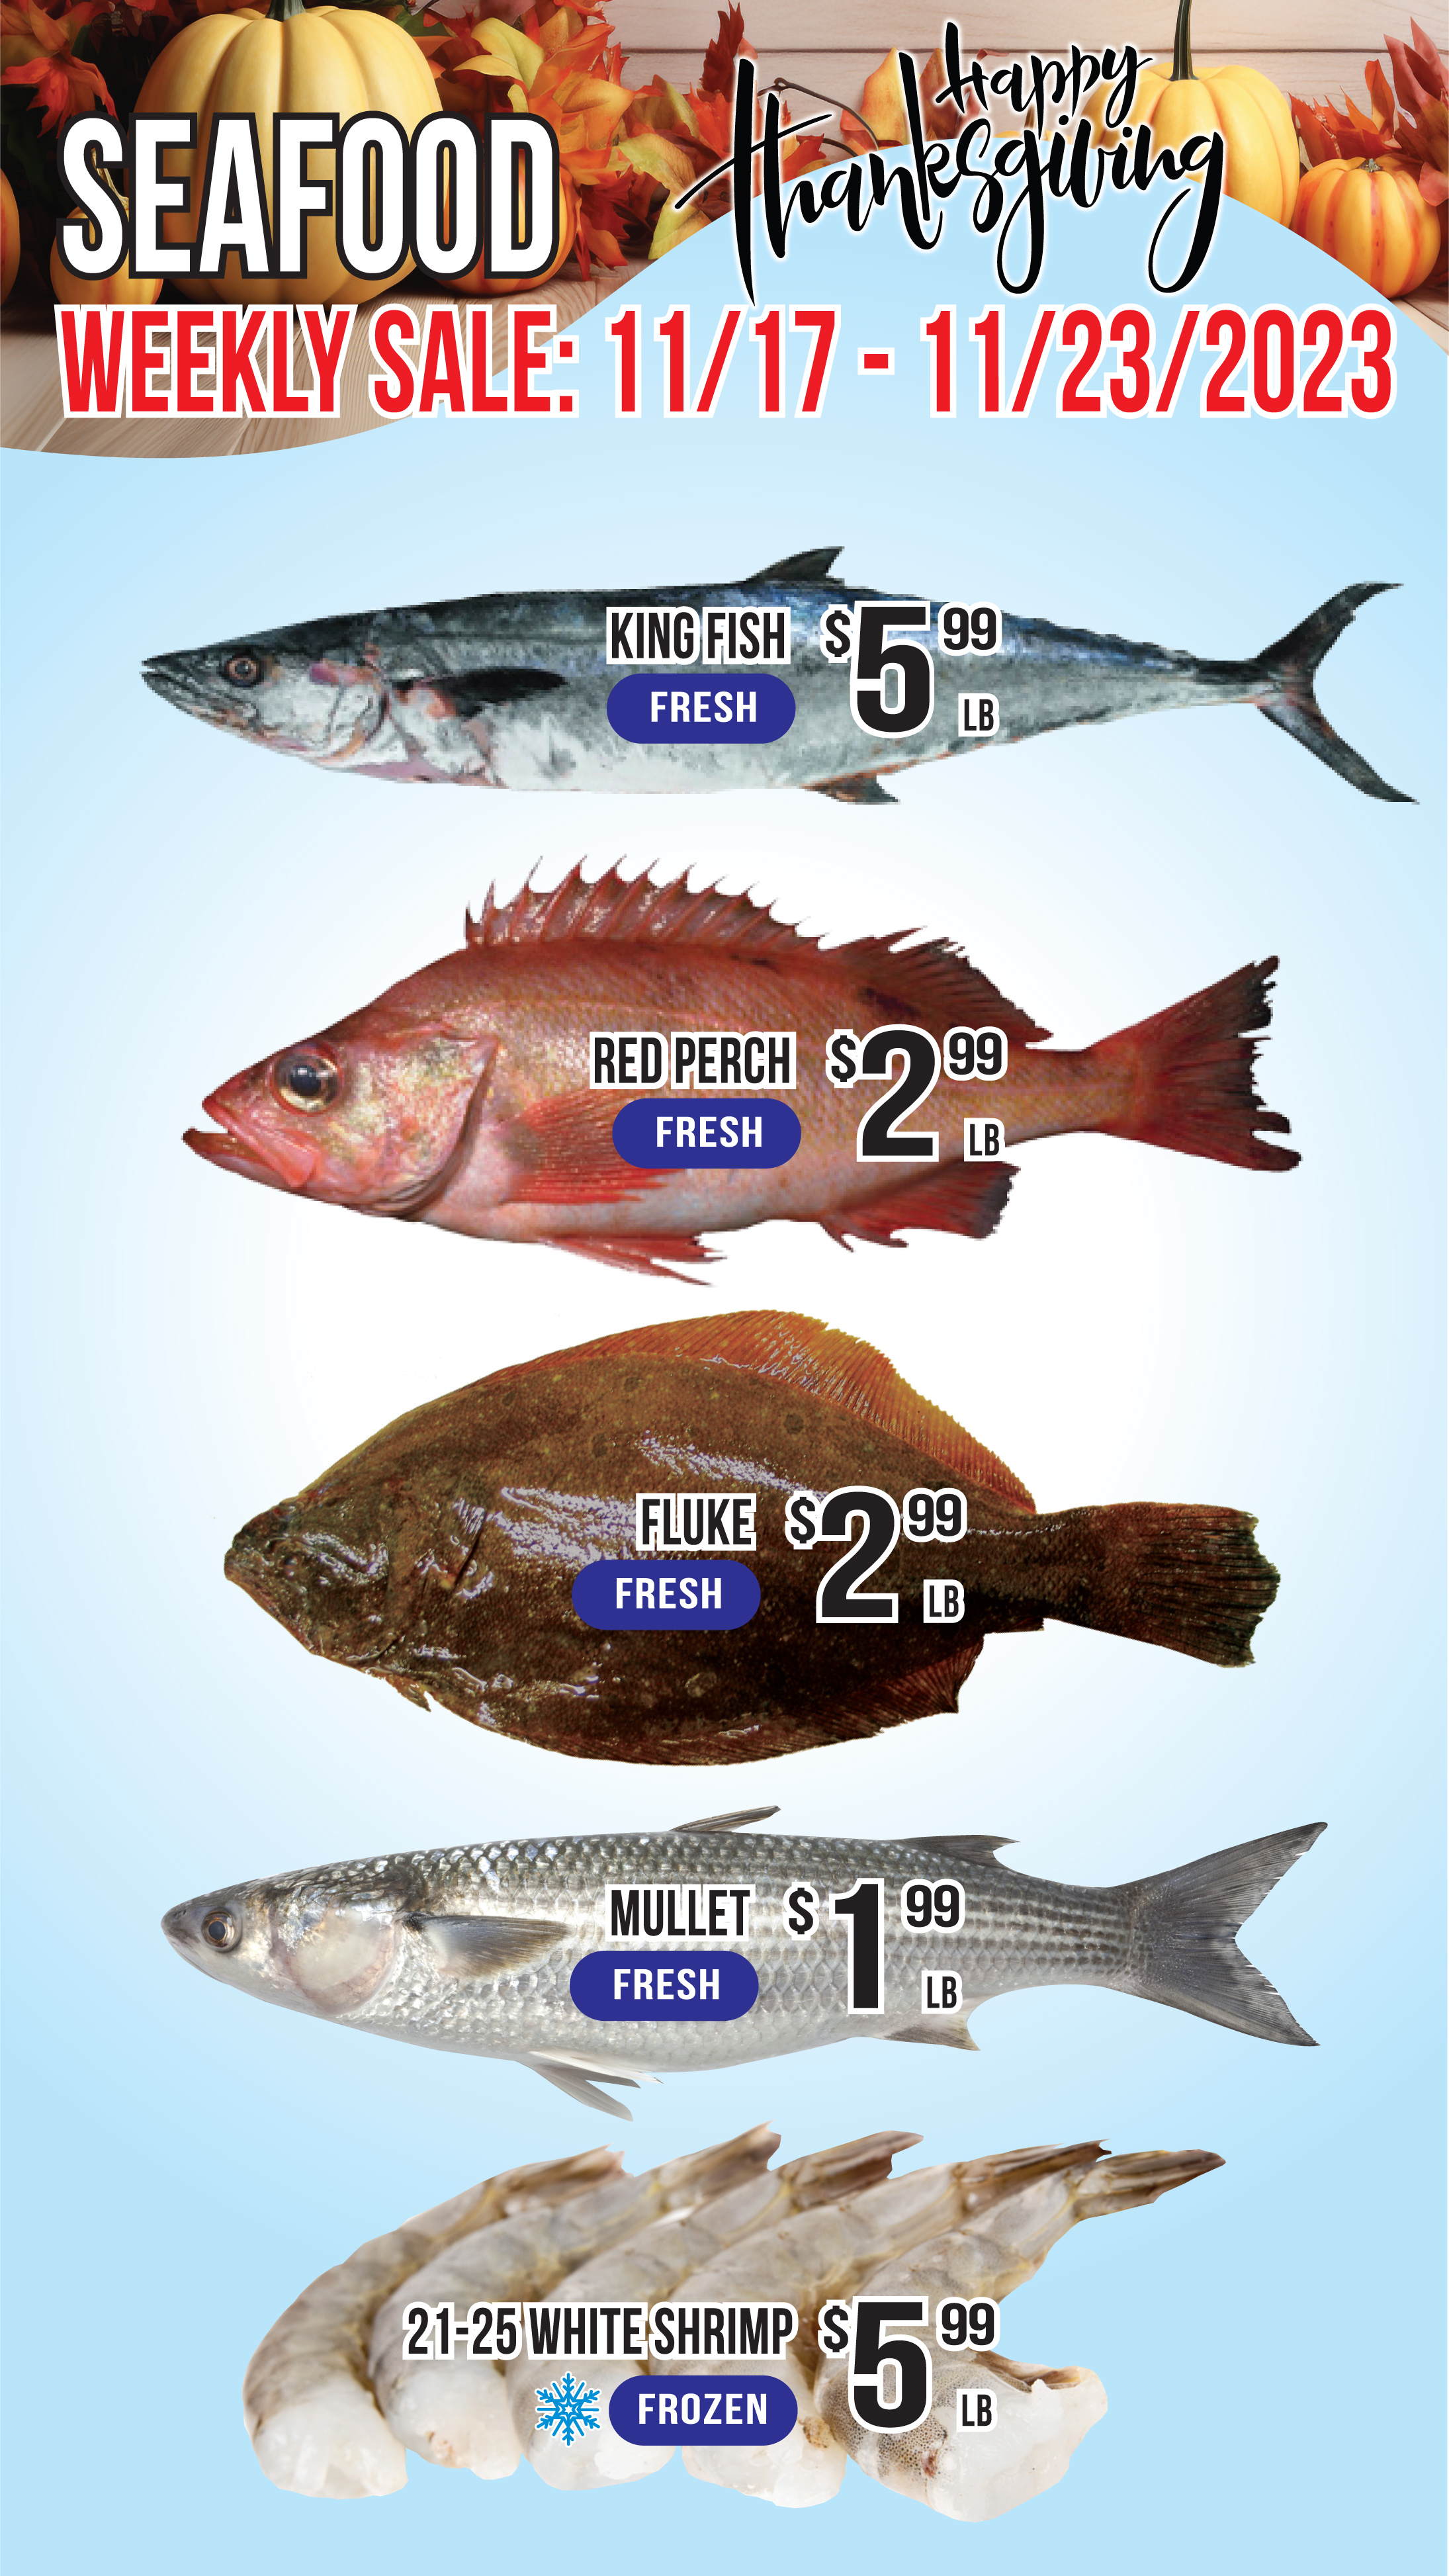 SEAFOOD
Happy
Thanksgiving
WEEKLY SALE: 11/17 - 11/23/2023
KING FISH $5 99
FRESH LB
RED PERCH $2 99
FRESH LB
FLUKE $2 99
FRESH LB
MULLET $1 99
FRESH LB
21-25 WHITE SHRIMP $5 99
FROZEN LB